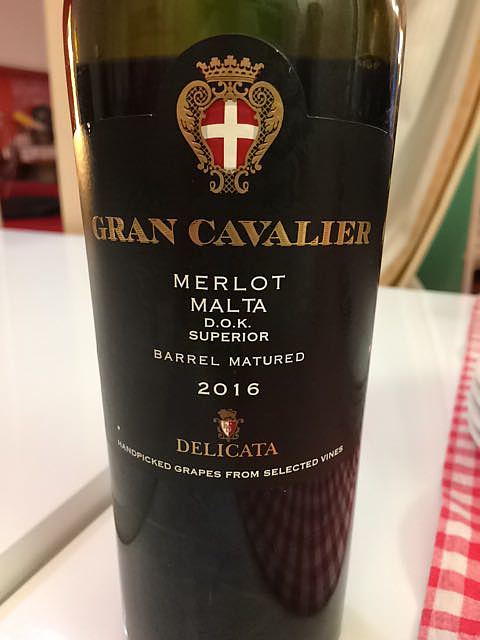 GRAN CAVALIER
MERLOT
MALTA
D.O.K.
SUPERIOR
BARREL MATURED
2016
DELICATA
HANDPICKED GRAPES FROM SELECTED VINES